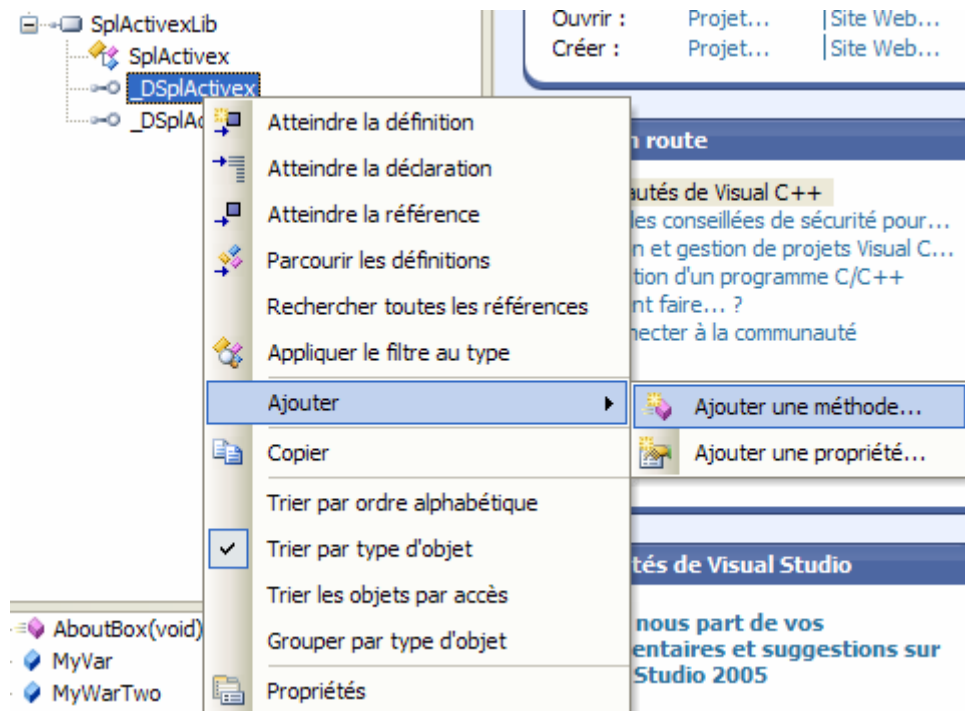 SplActivexLib
SplActivex
_DSplActivex
_DSplAc
Ouvrir : Projet... |Site Web...
Créer : Projet... |Site Web...
Atteindre la définition
Atteindre la déclaration
Atteindre la référence
Parcourir les définitions
Rechercher toutes les références
Appliquer le filtre au type
Ajouter
Copier
Trier par ordre alphabétique
Trier par type d'objet
Trier les objets par accès
Grouper par type d'objet
Propriétés
Ajouter une méthode...
Ajouter une propriété...
n route
autés de Visual C++
les conseillées de sécurité pour...
n et gestion de projets Visual C...
tion d'un programme C/C++
nt faire... ?
necter à la communauté
tés de Visual Studio
nous part de vos
entaires et suggestions sur
Studio 2005
AboutBox(void)
MyVar
MyWarTwo